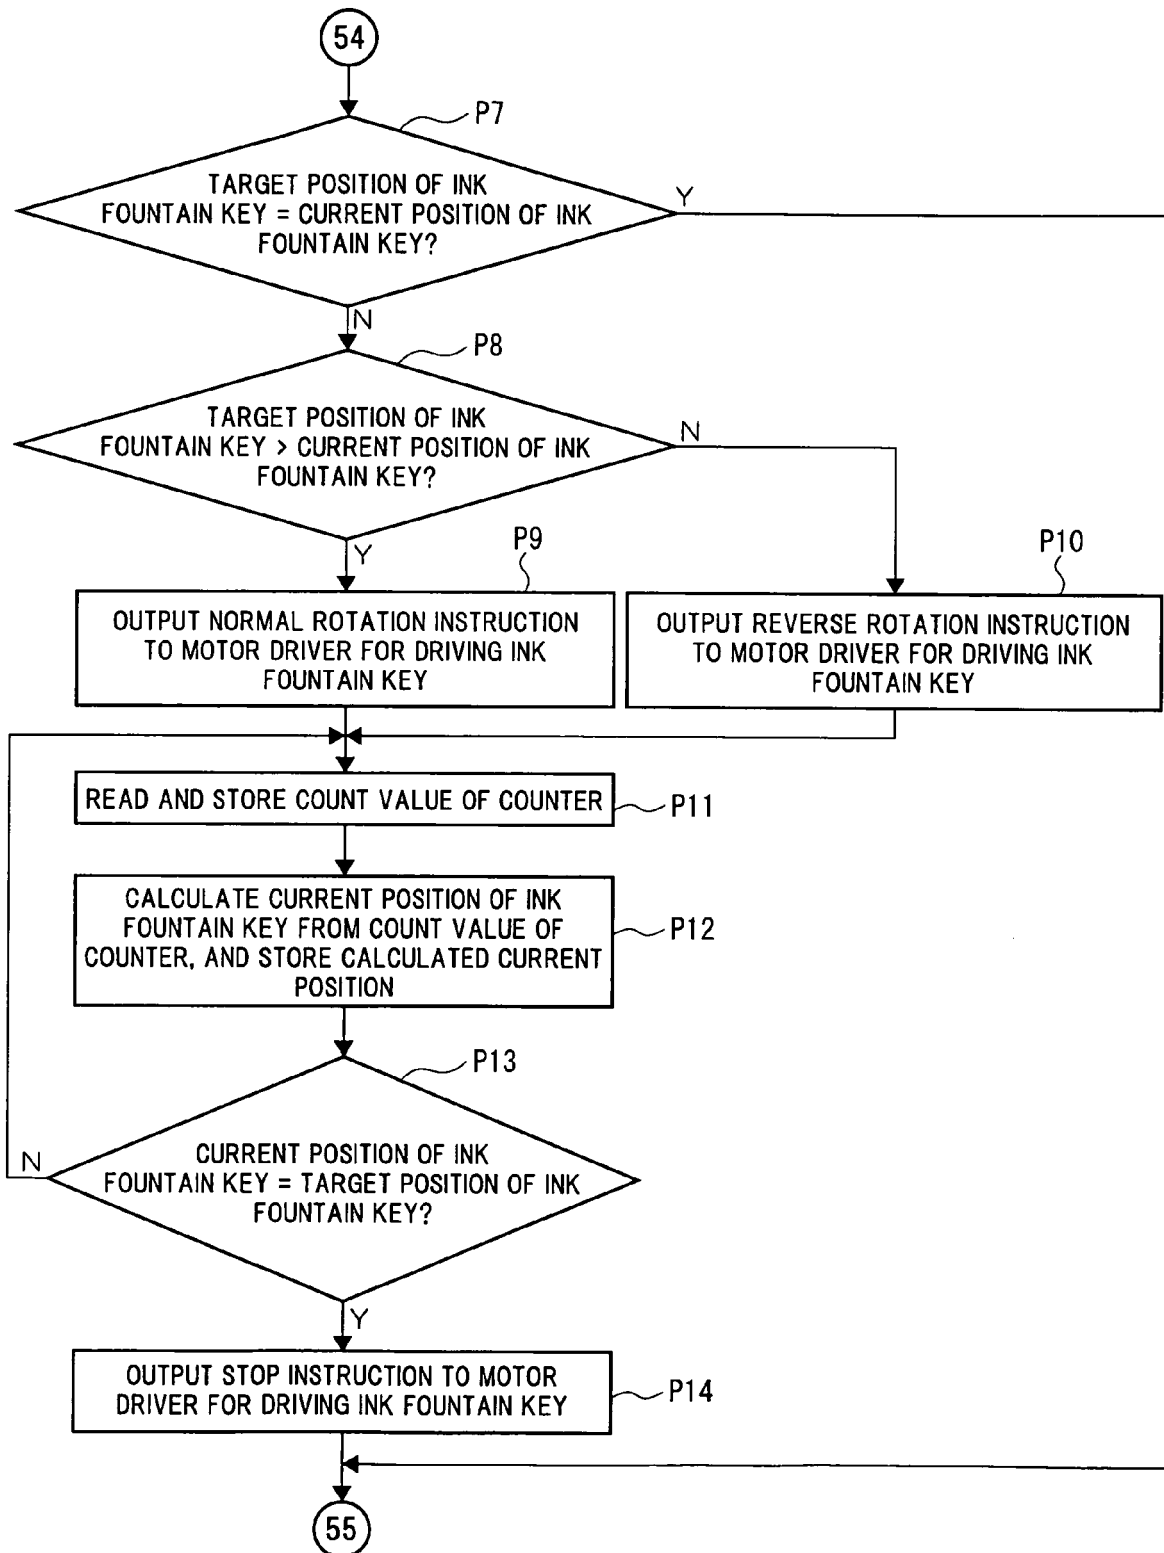 54
P7
TARGET POSITION OF INK
FOUNTAIN KEY = CURRENT POSITION OF INK
FOUNTAIN KEY?
Y
N
P8
TARGET POSITION OF INK
FOUNTAIN KEY > CURRENT POSITION OF INK
FOUNTAIN KEY?
N
Y
P9
OUTPUT NORMAL ROTATION INSTRUCTION
TO MOTOR DRIVER FOR DRIVING INK
FOUNTAIN KEY
P10
OUTPUT REVERSE ROTATION INSTRUCTION
TO MOTOR DRIVER FOR DRIVING INK
FOUNTAIN KEY
READ AND STORE COUNT VALUE OF COUNTER
P11
CALCULATE CURRENT POSITION OF INK
FOUNTAIN KEY FROM COUNT VALUE OF
COUNTER, AND STORE CALCULATED CURRENT
POSITION
P12
P13
CURRENT POSITION OF INK
FOUNTAIN KEY = TARGET POSITION OF INK
FOUNTAIN KEY?
N
Y
OUTPUT STOP INSTRUCTION TO MOTOR
DRIVER FOR DRIVING INK FOUNTAIN KEY
P14
55